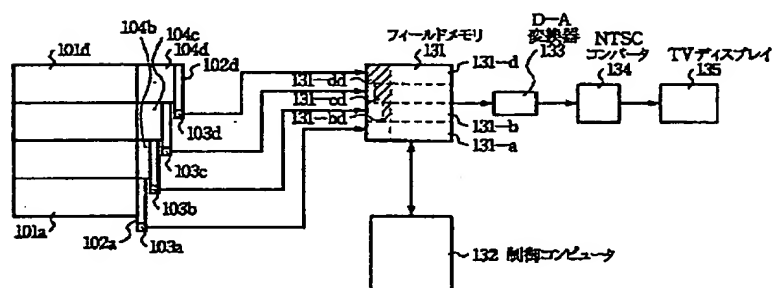 104b
104c
104d
101d
102d
103d
103c
103b
103a
102a
101a
フィールドメモリ
131
131-d
131-dd
131-cd
131-bd
131-b
131-a
D-A
変換器
133
NTSC
コンバータ
134
TVディスプレイ
135
132 制御コンピュータ